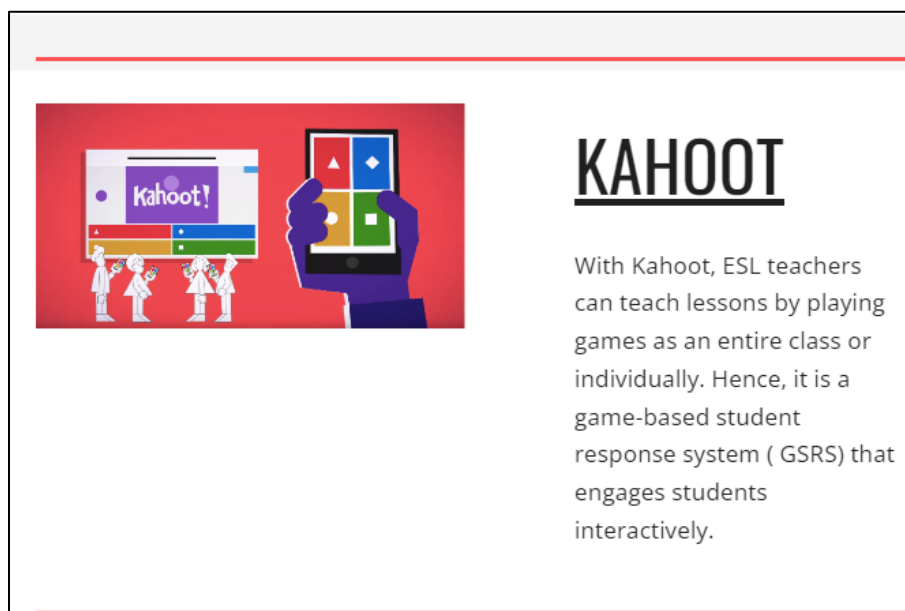 Kahoot!
KAHOOT
With Kahoot, ESL teachers
can teach lessons by playing
games as an entire class or
individually. Hence, it is a
game-based student
response system ( GSRS) that
engages students
interactively.